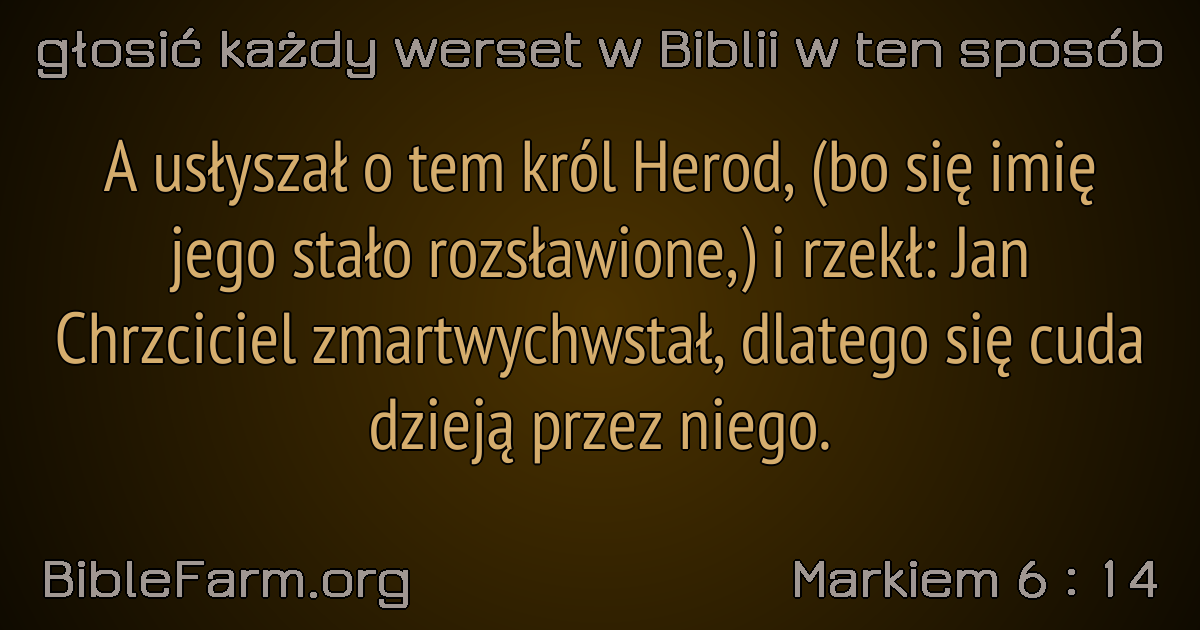 głosić każdy werset w Biblii w ten sposób
A usłyszał o tem król Herod, (bo się imię
jego stało rozsławione,) i rzekł: Jan
Chrzciciel zmartwychwstał, dlatego się cuda
dzieją przez niego.
BibleFarm.org
Markiem 6 : 14